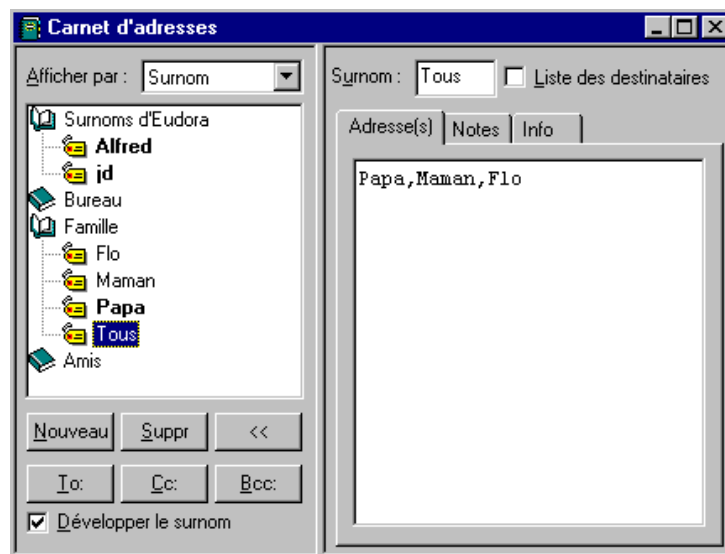 Carnet d'adresses
Afficher par : Surnom
Surnoms d'Eudora
Alfred
jd
Bureau
Famille
Flo
Maman
Papa
Tous
Amis
Nouveau Suppr <<
To: Cc: Bcc:
Développer le surnom
Surnom : Tous Liste des destinataires
Adresse(s) Notes Info
Papa,Maman,Flo